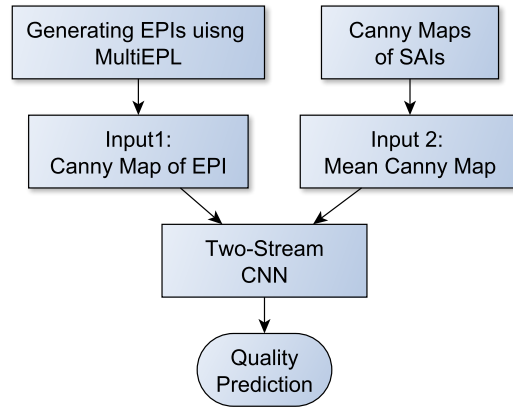 Generating EPIs uisng
MultiEPL
Canny Maps
of SAIs
Input1:
Canny Map of EPI
Input 2:
Mean Canny Map
Two-Stream
CNN
Quality
Prediction